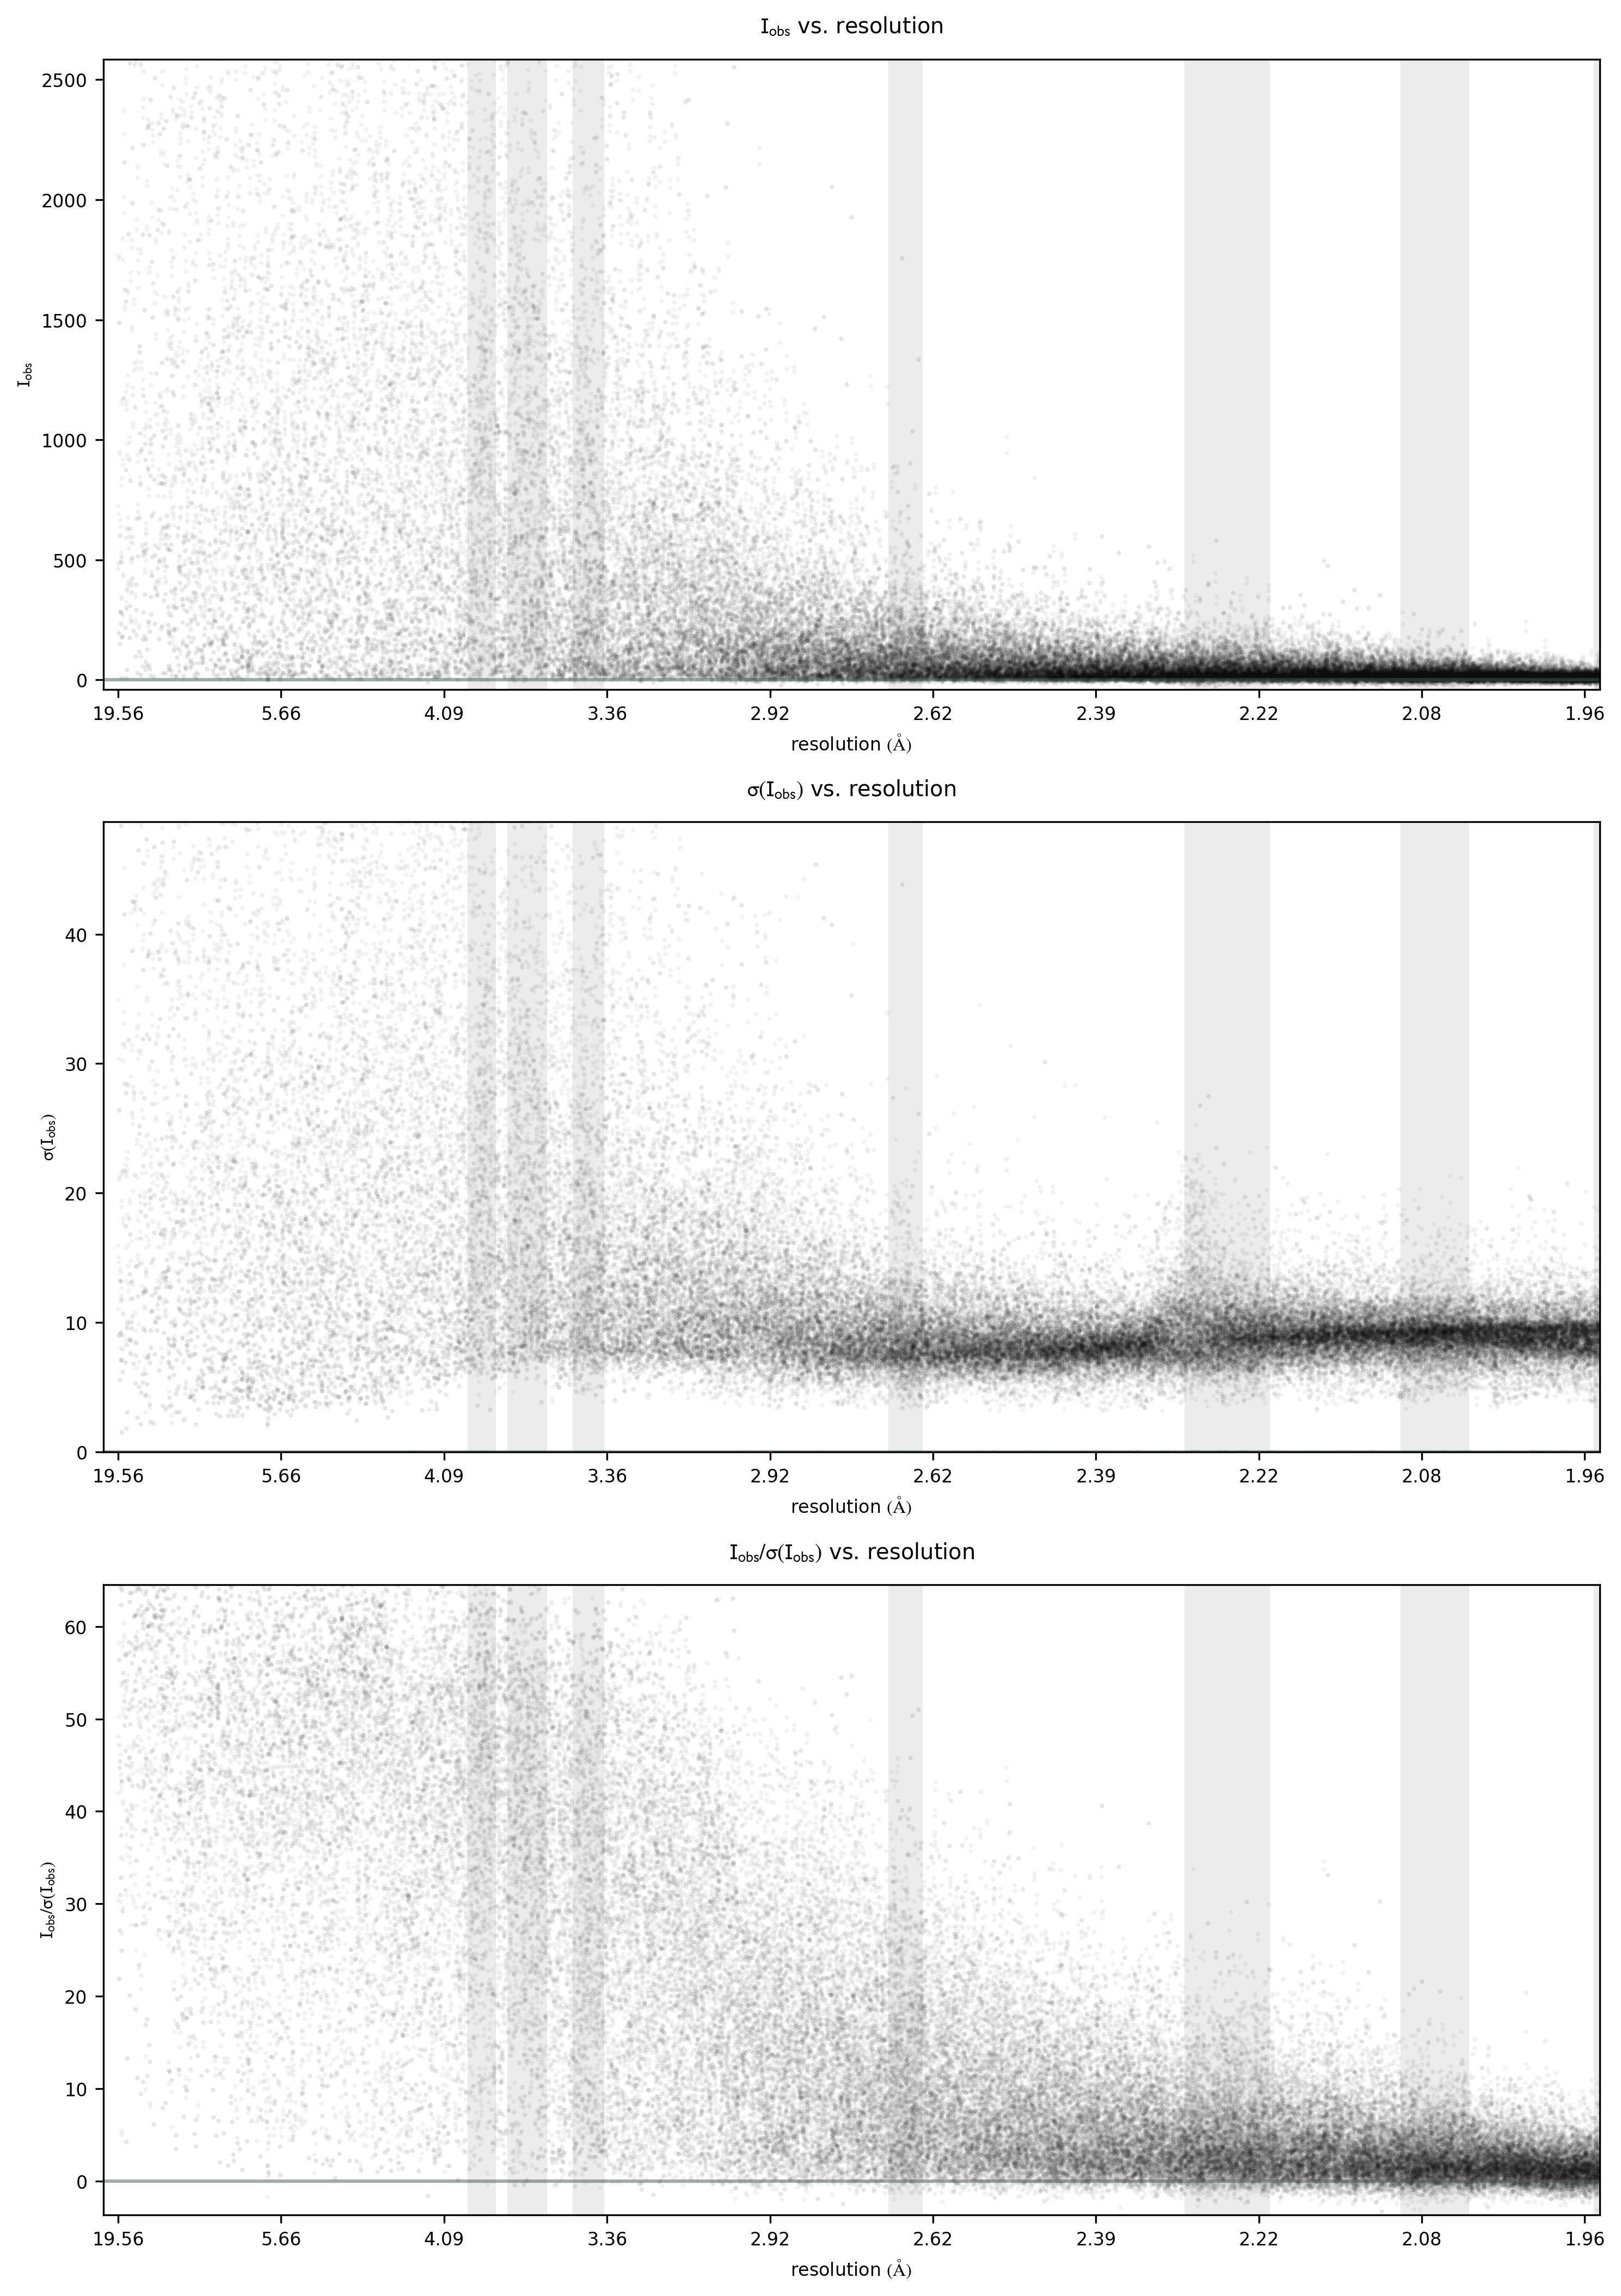 Iobs vs. resolution
2500
2000
1500
1000
500
0
Iobs
19.56 5.66 4.09 3.36 2.92 2.62 2.39 2.22 2.08 1.96
resolution (Å)
σ(Iobs) vs. resolution
40
30
20
10
0
σ(Iobs)
19.56 5.66 4.09 3.36 2.92 2.62 2.39 2.22 2.08 1.96
resolution (Å)
Iobs/σ(Iobs) vs. resolution
60
50
40
30
20
10
0
Iobs/σ(Iobs)
19.56 5.66 4.09 3.36 2.92 2.62 2.39 2.22 2.08 1.96
resolution (Å)